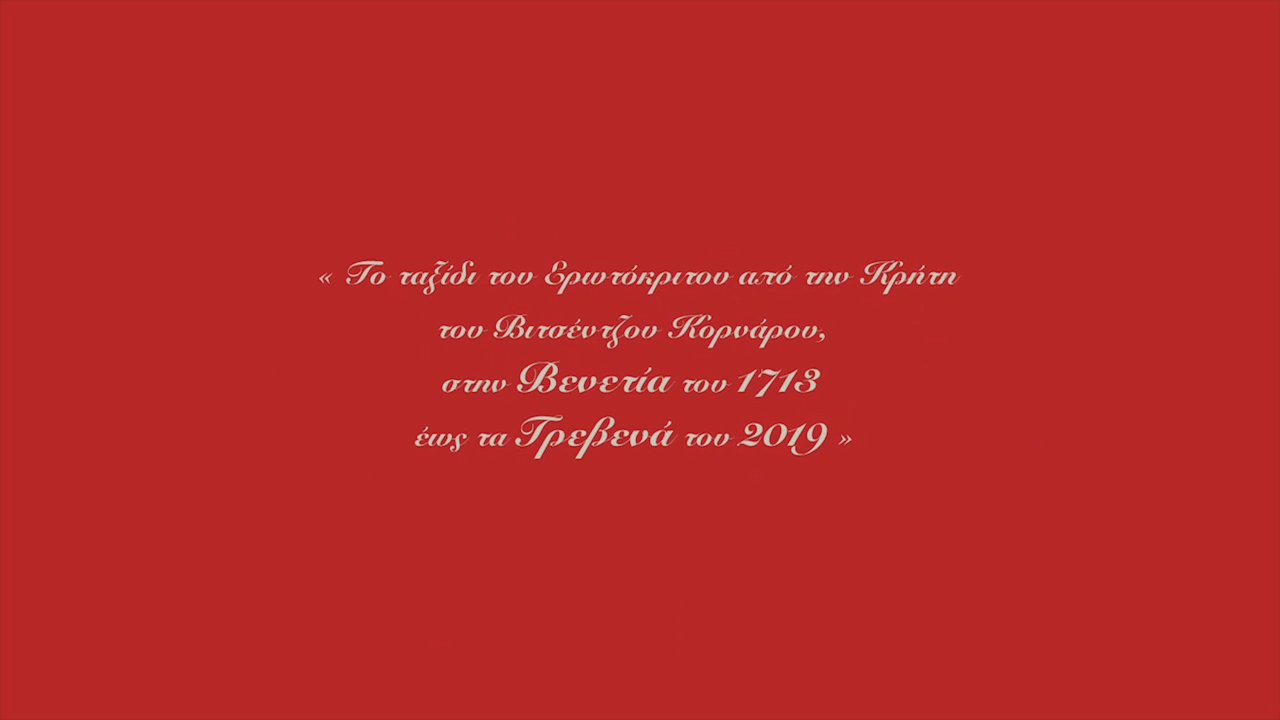 « Το ταξίδι του Ερωτόκριτου από την Κρήτη
του Βιτσέντζου Κορνάρου,
στην Βενετία του 1713
έως τα Γρεβενά του 2019 »